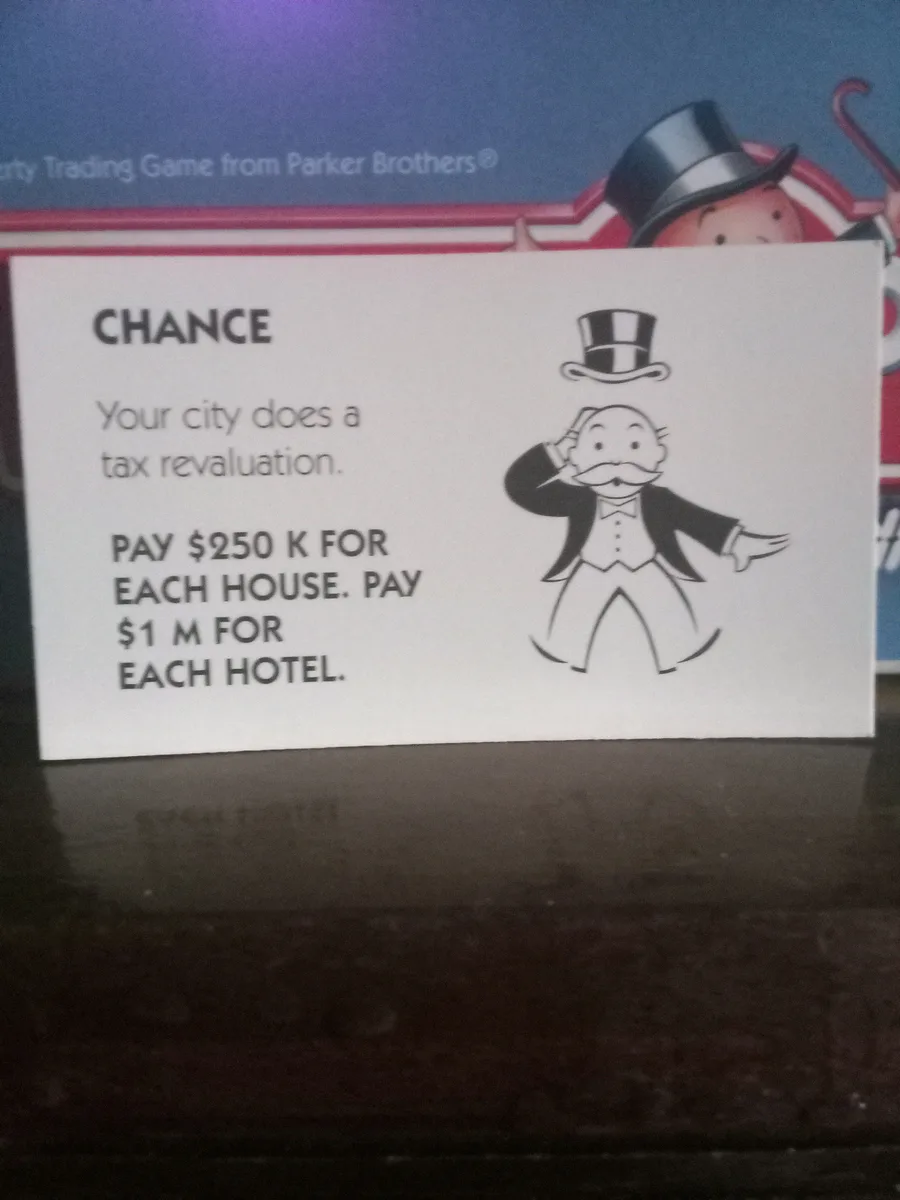 Trading Game from Parker Brothers®
CHANCE
Your city does a
tax revaluation.
PAY $250 K FOR
EACH HOUSE. PAY
$1 M FOR
EACH HOTEL.